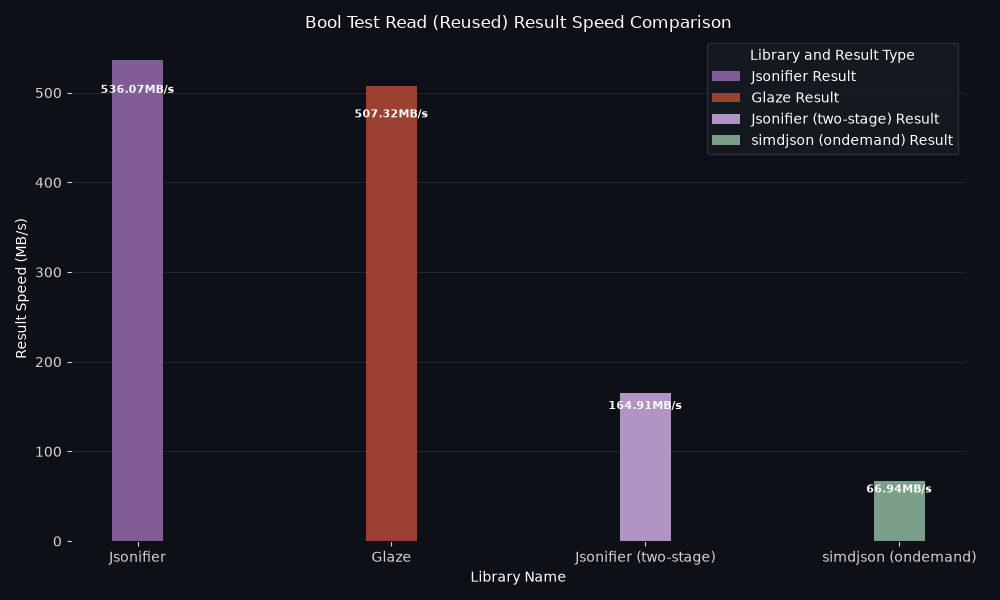 Bool Test Read (Reused) Result Speed Comparison
Library and Result Type
Jsonifier Result
Glaze Result
Jsonifier (two-stage) Result
simdjson (ondemand) Result
Result Speed (MB/s)
500
400
300
200
100
0
536.07MB/s
507.32MB/s
164.91MB/s
66.94MB/s
Jsonifier
Glaze
Jsonifier (two-stage)
simdjson (ondemand)
Library Name